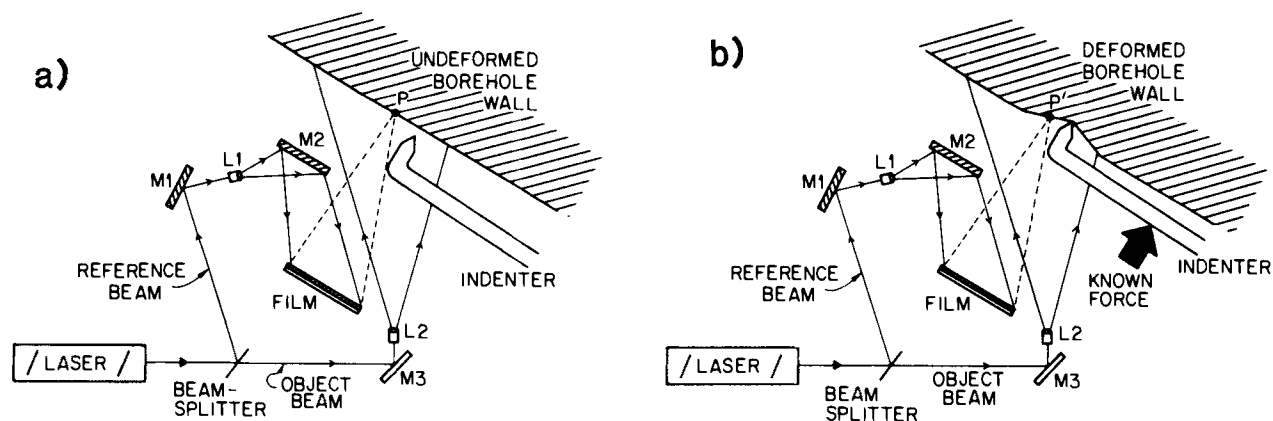 a)
UNDEFORMED
BOREHOLE
WALL
P
M2
L1
M1
REFERENCE
BEAM
FILM
INDENTER
L2
/ LASER /
M3
BEAM-
SPLITTER
OBJECT
BEAM
b)
DEFORMED
BOREHOLE
WALL
P'
M2
L1
M1
REFERENCE
BEAM
FILM
KNOWN
FORCE
INDENTER
L2
/ LASER /
M3
BEAM
SPLITTER
OBJECT
BEAM